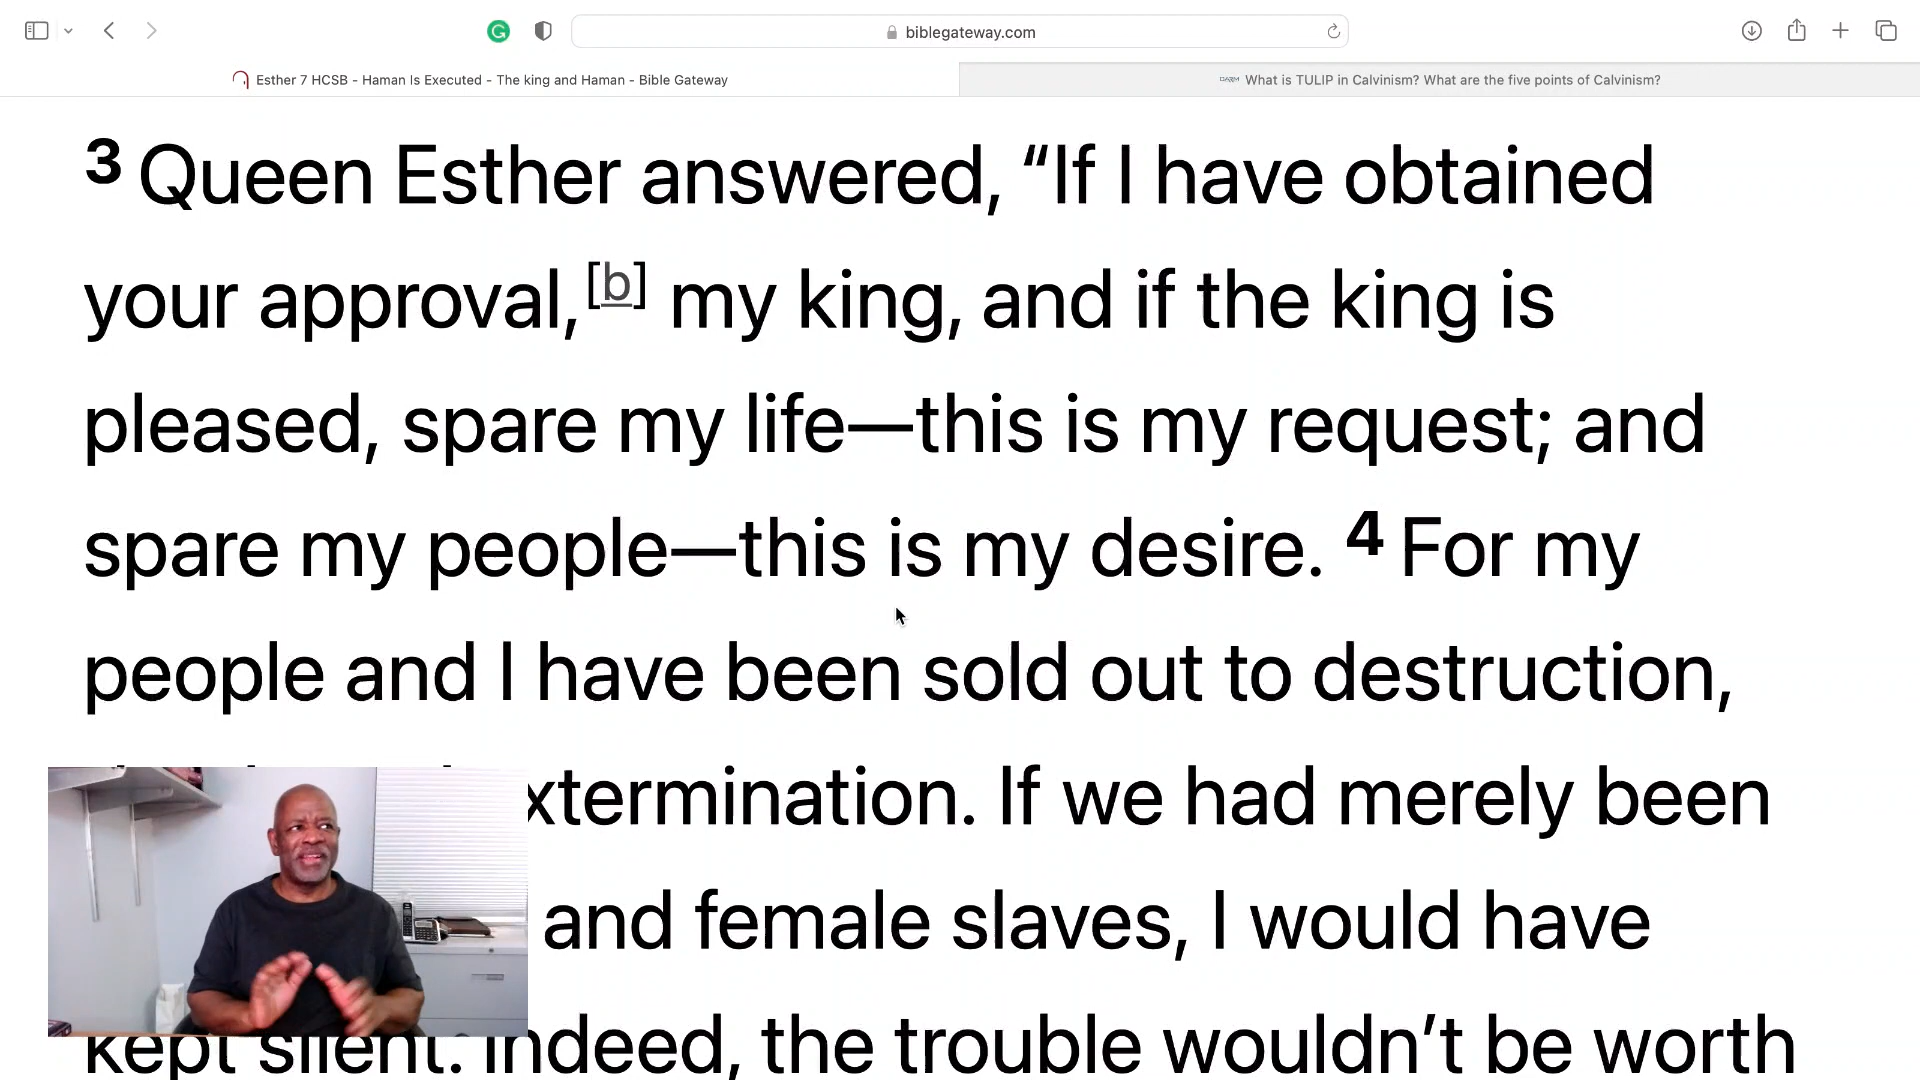 biblegateway.com
Esther 7 HCSB - Haman Is Executed - The king and Haman - Bible Gateway
What is TULIP in Calvinism? What are the five points of Calvinism?
3 Queen Esther answered, “If I have obtained
your approval,[b] my king, and if the king is
pleased, spare my life—this is my request; and
spare my people—this is my desire. 4 For my
people and I have been sold out to destruction,
xtermination. If we had merely been
and female slaves, I would have
kept silent. Indeed, the trouble wouldn’t be worth